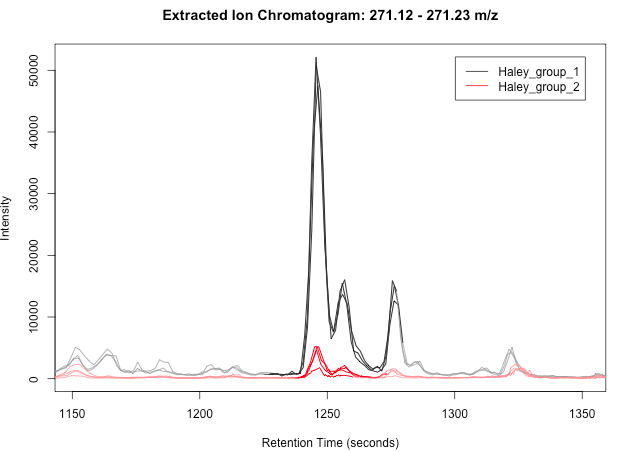 Extracted Ion Chromatogram: 271.12 - 271.23 m/z
Haley_group_1
Haley_group_2
50000
40000
30000
20000
10000
0
Intensity
1150 1200 1250 1300 1350
Retention Time (seconds)